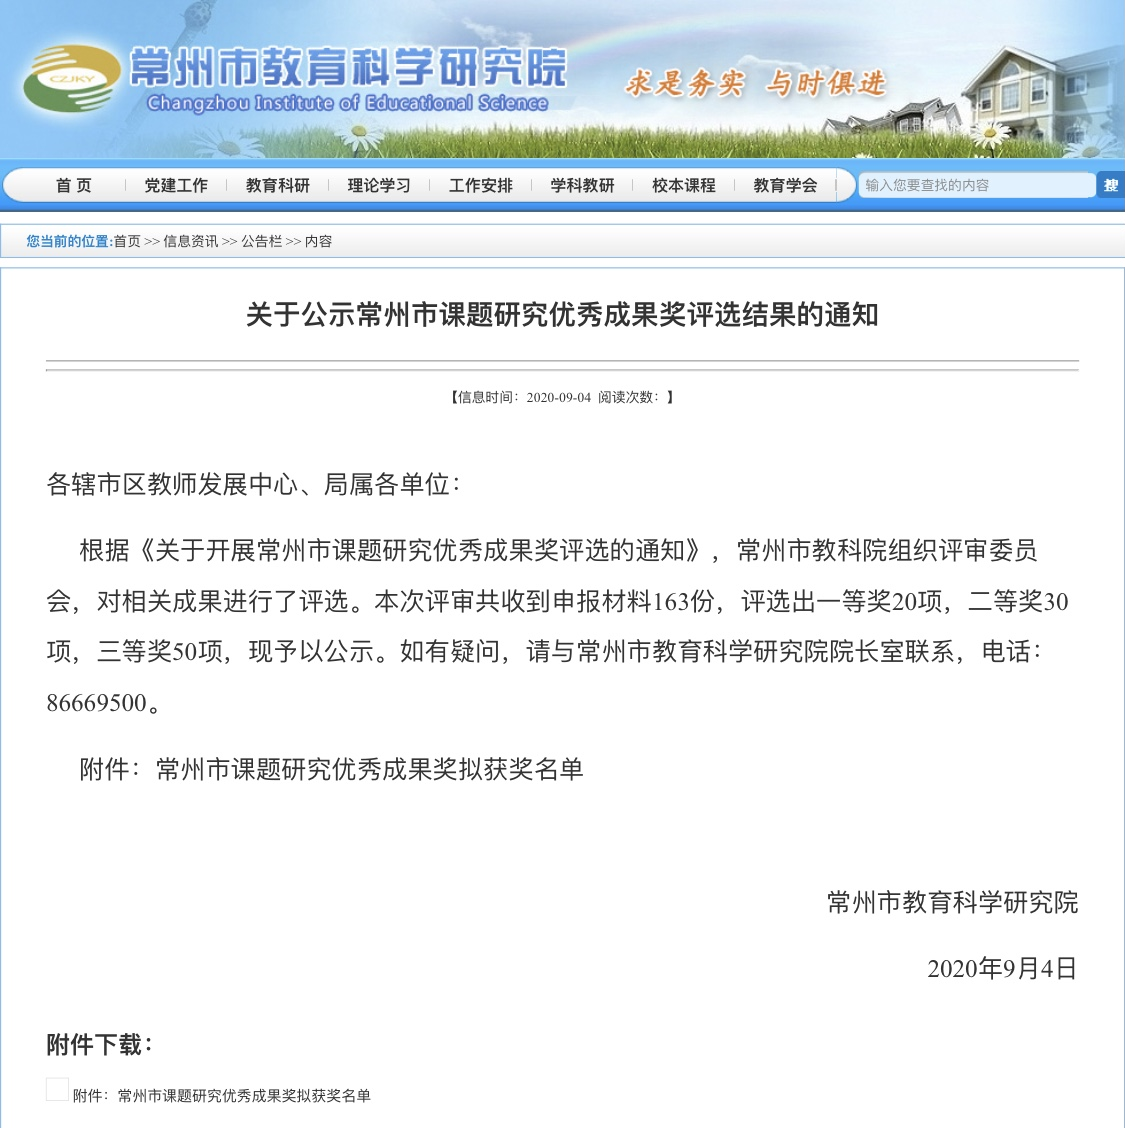 CZJKY
常州市教育科学研究院
Changzhou Institute of Educational Science
求是务实 与时俱进
首 页 党建工作 教育科研 理论学习 工作安排 学科教研 校本课程 教育学会 输入您要查找的内容 搜
您当前的位置:首页 >> 信息资讯 >> 公告栏 >> 内容
关于公示常州市课题研究优秀成果奖评选结果的通知
【信息时间：2020-09-04 阅读次数：】
各辖市区教师发展中心、局属各单位：
根据《关于开展常州市课题研究优秀成果奖评选的通知》，常州市教科院组织评审委员
会，对相关成果进行了评选。本次评审共收到申报材料163份，评选出一等奖20项，二等奖30
项，三等奖50项，现予以公示。如有疑问，请与常州市教育科学研究院院长室联系，电话：
86669500。
附件：常州市课题研究优秀成果奖拟获奖名单
常州市教育科学研究院
2020年9月4日
附件下载：
附件：常州市课题研究优秀成果奖拟获奖名单